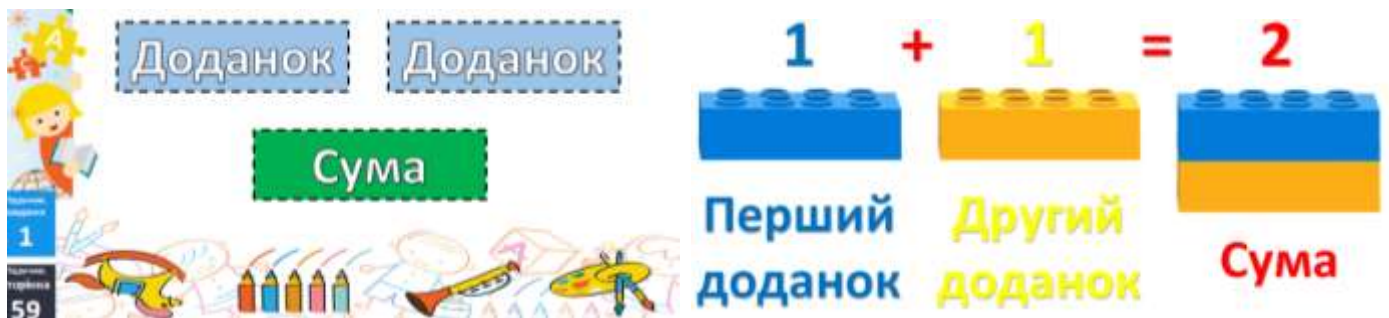 Доданок Доданок
Сума
1
59
1 + 1 = 2
Перший
доданок
Другий
доданок
Сума